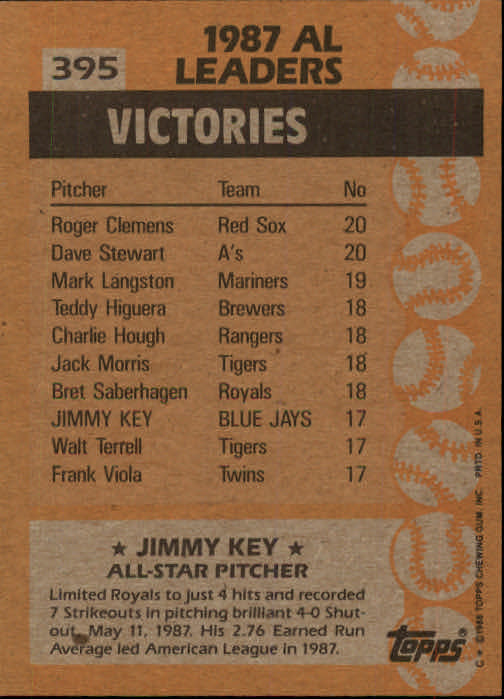 395
1987 AL
LEADERS
VICTORIES
Pitcher Team No
Roger Clemens Red Sox 20
Dave Stewart A's 20
Mark Langston Mariners 19
Teddy Higuera Brewers 18
Charlie Hough Rangers 18
Jack Morris Tigers 18
Bret Saberhagen Royals 18
JIMMY KEY BLUE JAYS 17
Walt Terrell Tigers 17
Frank Viola Twins 17
★ JIMMY KEY ★
ALL-STAR PITCHER
Limited Royals to just 4 hits and recorded
7 Strikeouts in pitching brilliant 4-0 Shut-
out, May 11, 1987. His 2.76 Earned Run
Average led American League in 1987.
Topps®
C * ©1988 TOPPS CHEWING GUM, INC. PRTD. IN U.S.A.